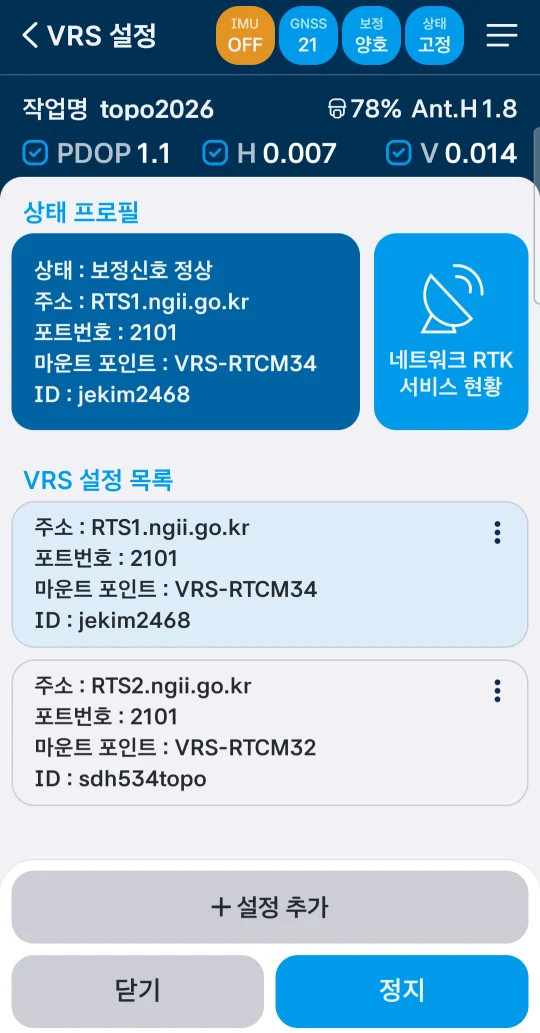 VRS 설정
IMU
OFF
GNSS
21
보정
양호
상태
고정
작업명 topo2026
78% Ant.H 1.8
PDOP 1.1
H 0.007
V 0.014
상태 프로필
상태 : 보정신호 정상
주소 : RTS1.ngii.go.kr
포트번호 : 2101
마운트 포인트 : VRS-RTCM34
ID : jekim2468
네트워크 RTK
서비스 현황
VRS 설정 목록
주소 : RTS1.ngii.go.kr
포트번호 : 2101
마운트 포인트 : VRS-RTCM34
ID : jekim2468
주소 : RTS2.ngii.go.kr
포트번호 : 2101
마운트 포인트 : VRS-RTCM32
ID : sdh534topo
+ 설정 추가
닫기
정지